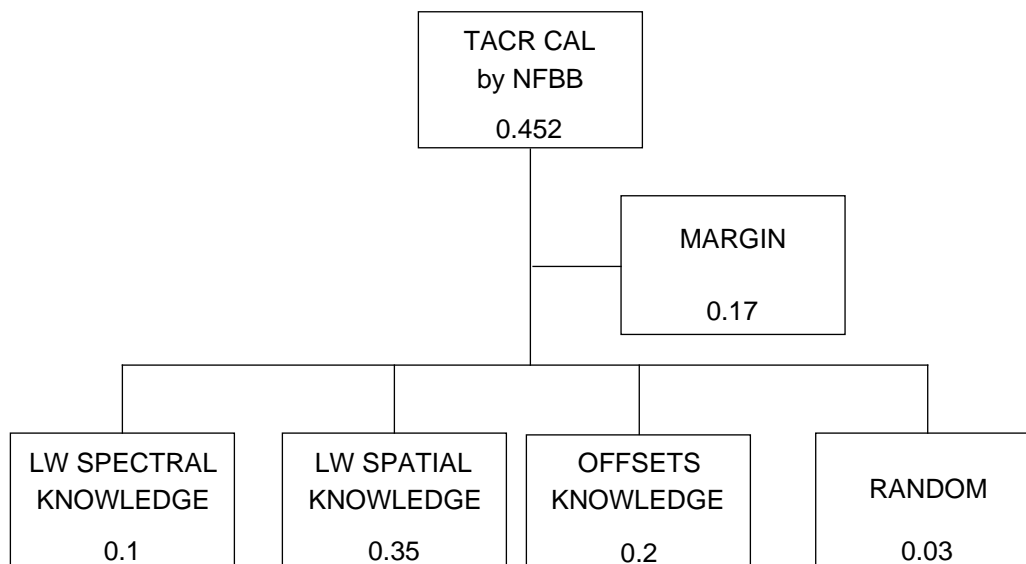 TACR CAL
by NFBB
0.452
MARGIN
0.17
LW SPECTRAL
KNOWLEDGE
0.1
LW SPATIAL
KNOWLEDGE
0.35
OFFSETS
KNOWLEDGE
0.2
RANDOM
0.03